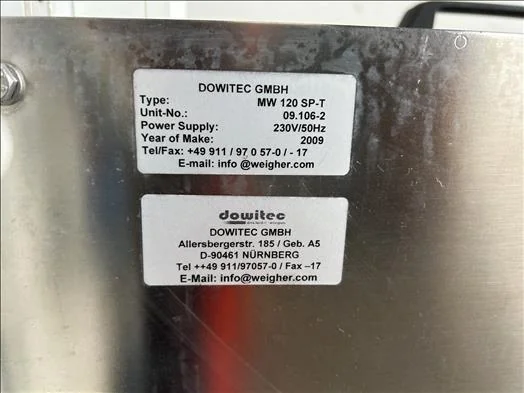 DOWITEC GMBH
Type: MW 120 SP-T
Unit-No.: 09.106-2
Power Supply: 230V/50Hz
Year of Make: 2009
Tel/Fax: +49 911 / 97 0 57-0 / - 17
E-mail: info @weigher.com
dowitec
DOWITEC GMBH
Allersbergerstr. 185 / Geb. A5
D-90461 NÜRNBERG
Tel ++49 911/97057-0 / Fax –17
E-Mail: info@weigher.com